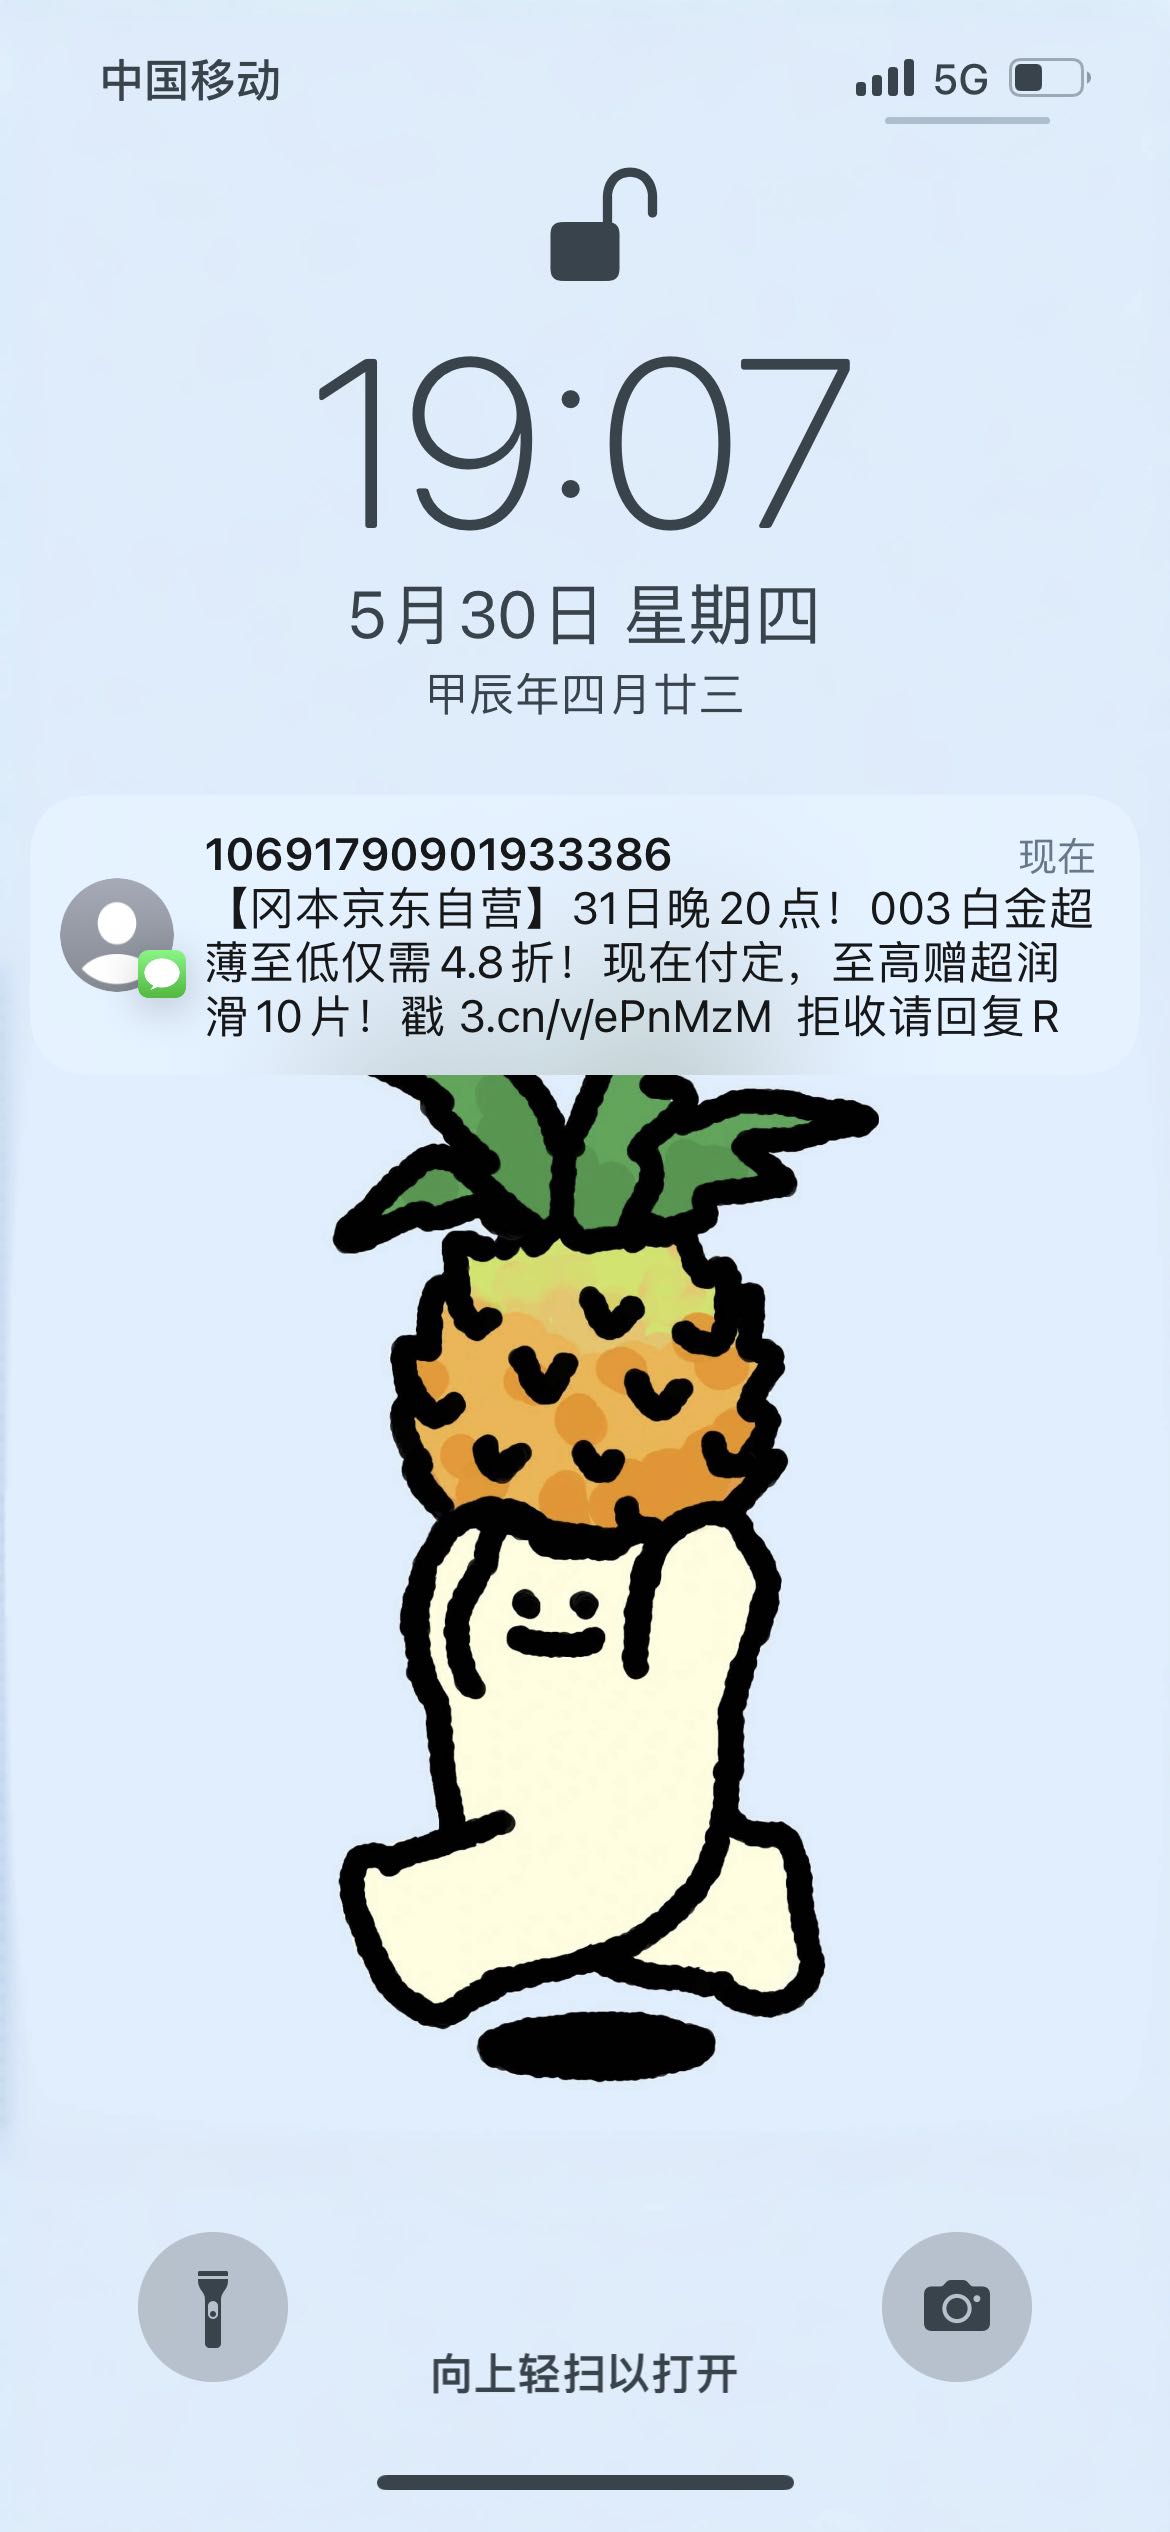 中国移动 5G
19:07
5月30日 星期四
甲辰年四月廿三
10691790901933386 现在
【冈本京东自营】31日晚20点！003白金超
薄至低仅需4.8折！现在付定，至高赠超润
滑10片！戳 3.cn/v/ePnMzM 拒收请回复R
向上轻扫以打开